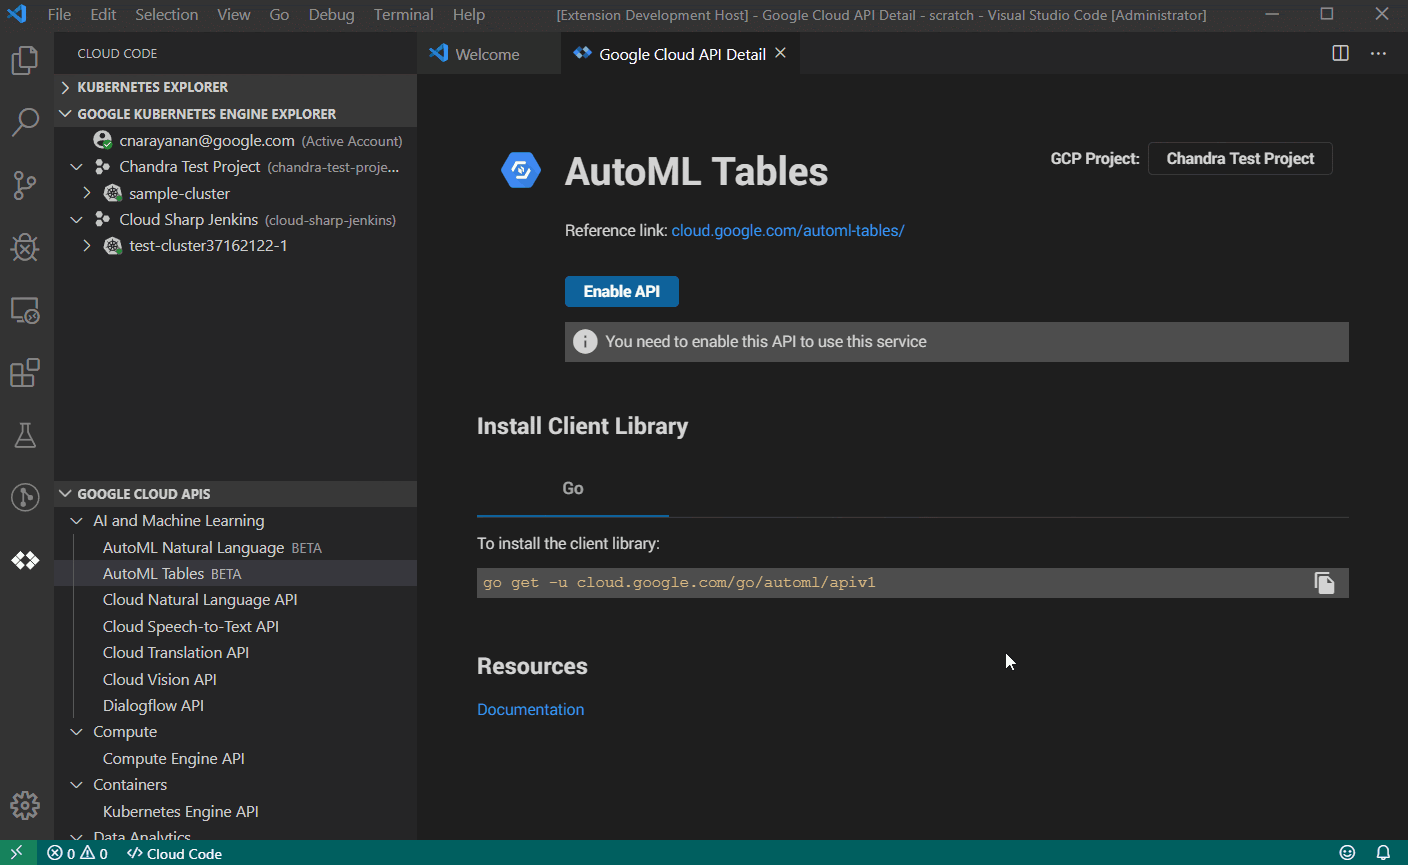 File Edit Selection View Go Debug Terminal Help
[Extension Development Host] - Google Cloud API Detail - scratch - Visual Studio Code [Administrator]
CLOUD CODE
KUBERNETES EXPLORER
GOOGLE KUBERNETES ENGINE EXPLORER
cnarayanan@google.com (Active Account)
Chandra Test Project (chandra-test-proje...
sample-cluster
Cloud Sharp Jenkins (cloud-sharp-jenkins)
test-cluster37162122-1
GOOGLE CLOUD APIS
AI and Machine Learning
AutoML Natural Language BETA
AutoML Tables BETA
Cloud Natural Language API
Cloud Speech-to-Text API
Cloud Translation API
Cloud Vision API
Dialogflow API
Compute
Compute Engine API
Containers
Kubernetes Engine API
Data Analytics
Welcome
Google Cloud API Detail
AutoML Tables
GCP Project: Chandra Test Project
Reference link: cloud.google.com/automl-tables/
Enable API
You need to enable this API to use this service
Install Client Library
Go
To install the client library:
go get -u cloud.google.com/go/automl/apiv1
Resources
Documentation
0 0 Cloud Code